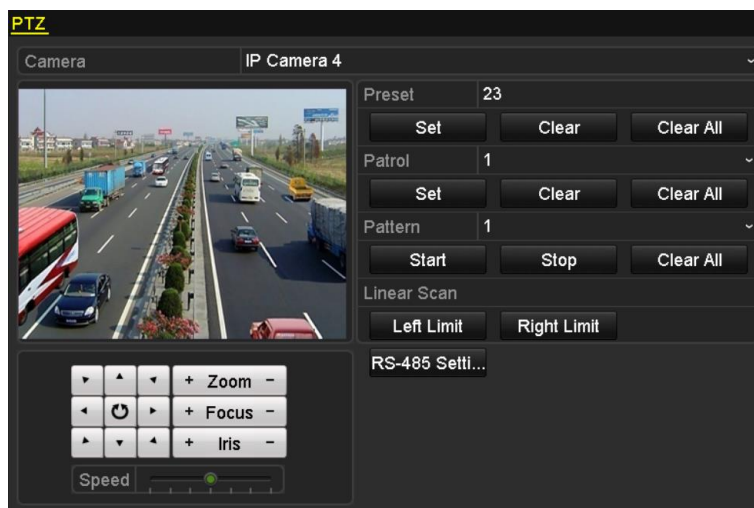 PTZ
Camera IP Camera 4
Preset 23
Set Clear Clear All
Patrol 1
Set Clear Clear All
Pattern 1
Start Stop Clear All
Linear Scan
Left Limit Right Limit
RS-485 Setti...
+ Zoom -
+ Focus -
+ Iris -
Speed